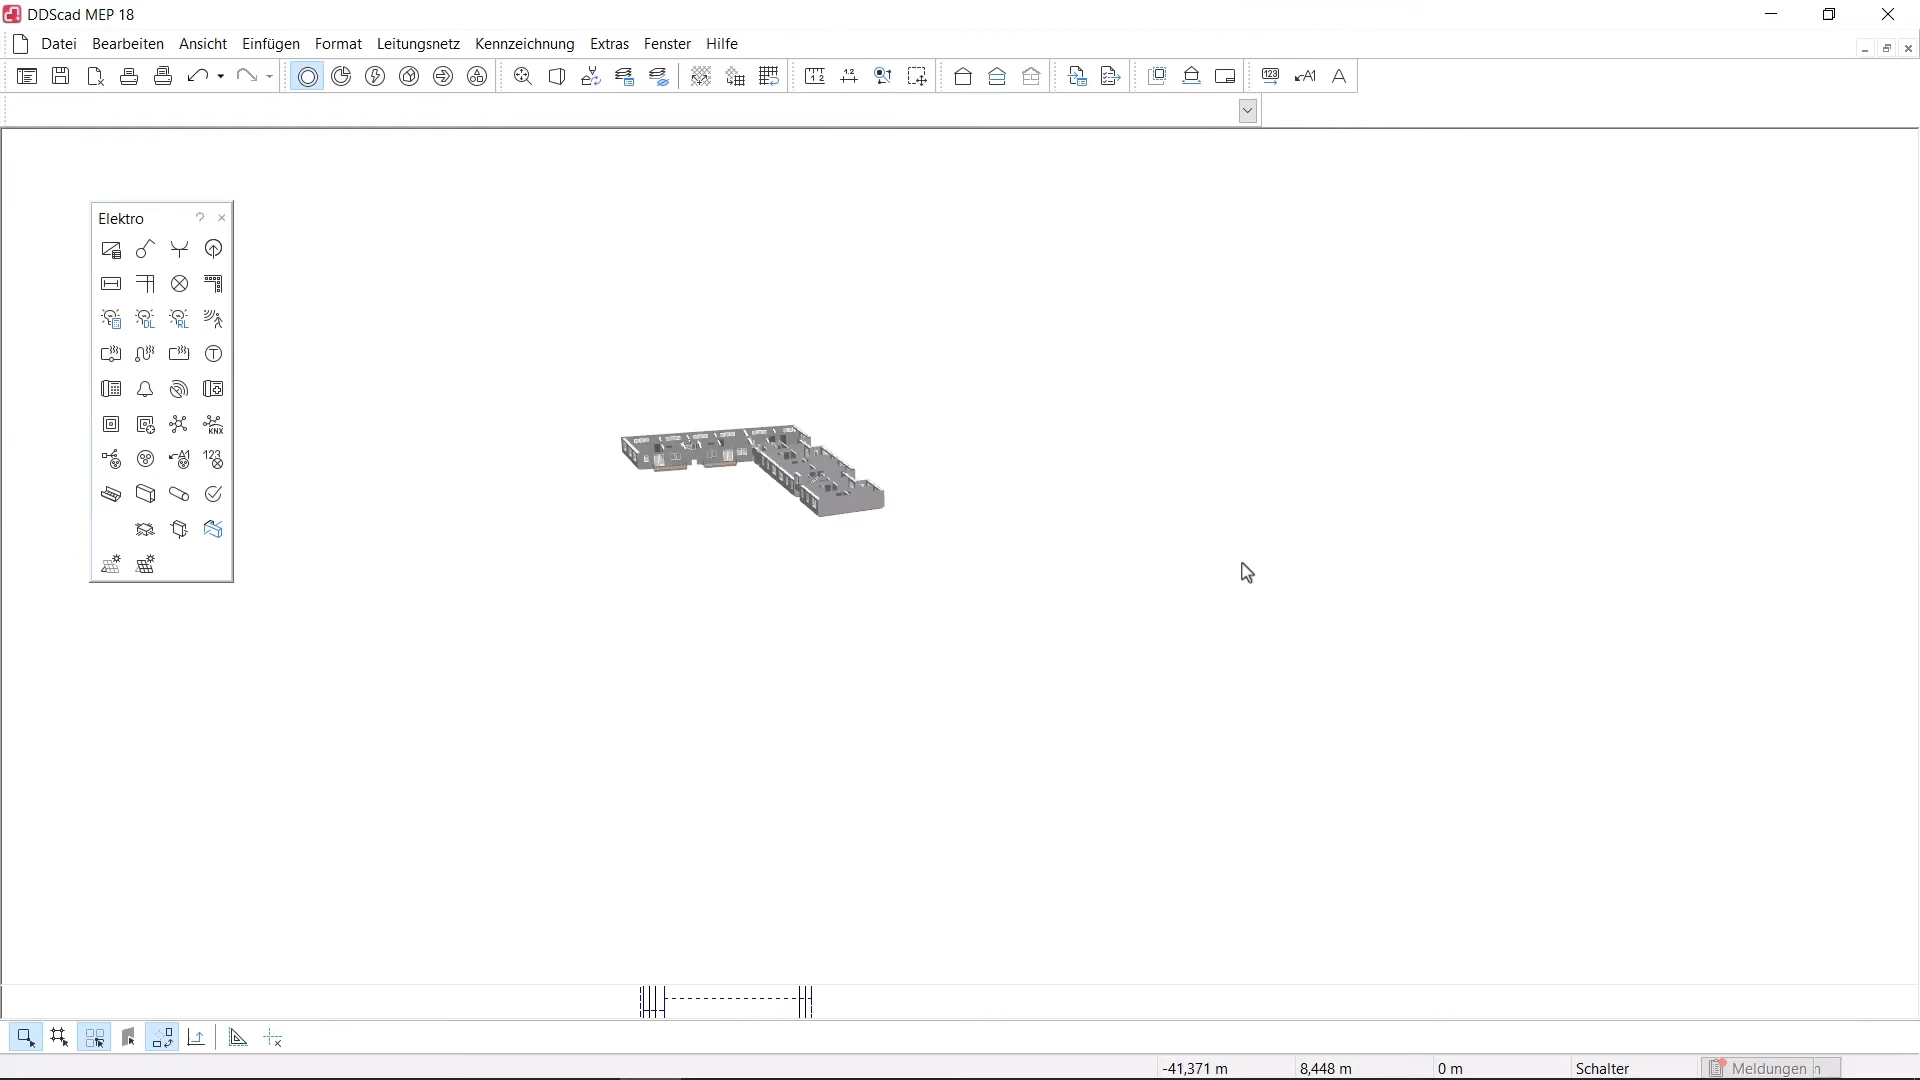 DDScad MEP 18
Datei Bearbeiten Ansicht Einfügen Format Leitungsnetz Kennzeichnung Extras Fenster Hilfe
Elektro
-41,371 m 8,448 m 0 m Schalter Meldungen